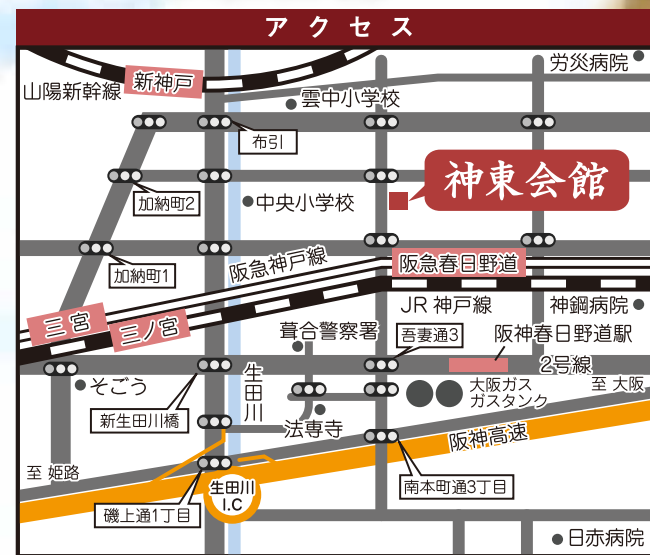 アクセス
労災病院
新神戸
山陽新幹線
雲中小学校
布引
神東会館
加納町2
中央小学校
阪急神戸線
阪急春日野道
加納町1
JR 神戸線
神鋼病院
三宮
三ノ宮
葺合警察署
吾妻通3
阪神春日野道駅
2号線
そごう
生田川
大阪ガス
ガスタンク
至 大阪
新生田川橋
法専寺
阪神高速
至 姫路
生田川
I.C
南本町通3丁目
磯上通1丁目
日赤病院